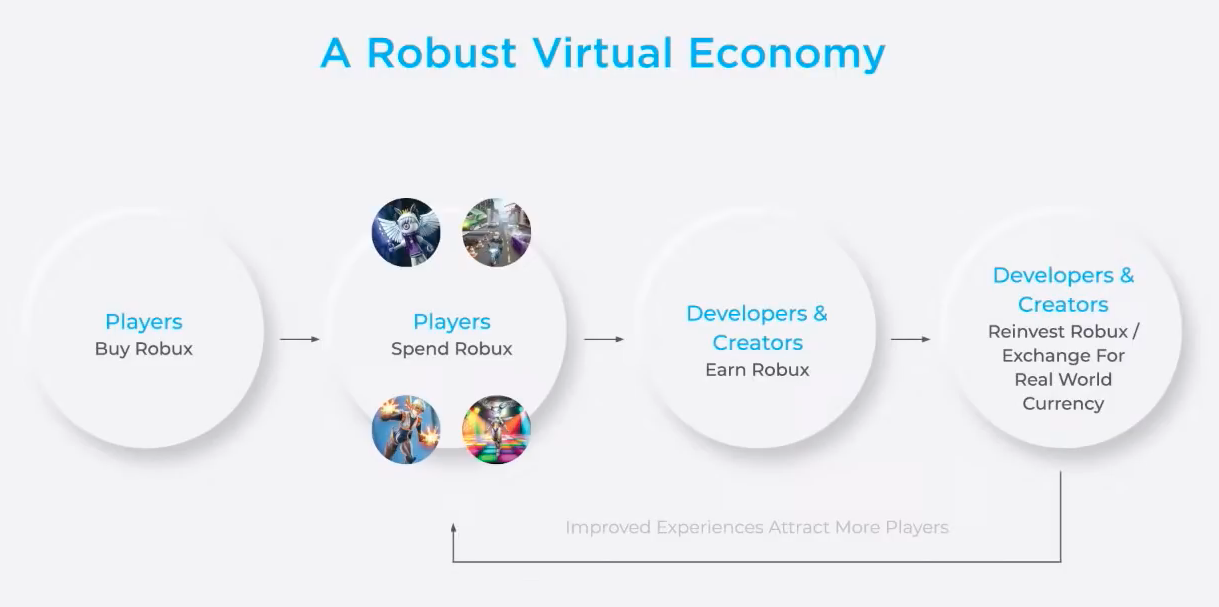 A Robust Virtual Economy
Players
Buy Robux
Players
Spend Robux
Developers &
Creators
Earn Robux
Developers &
Creators
Reinvest Robux /
Exchange For
Real World
Currency
Improved Experiences Attract More Players